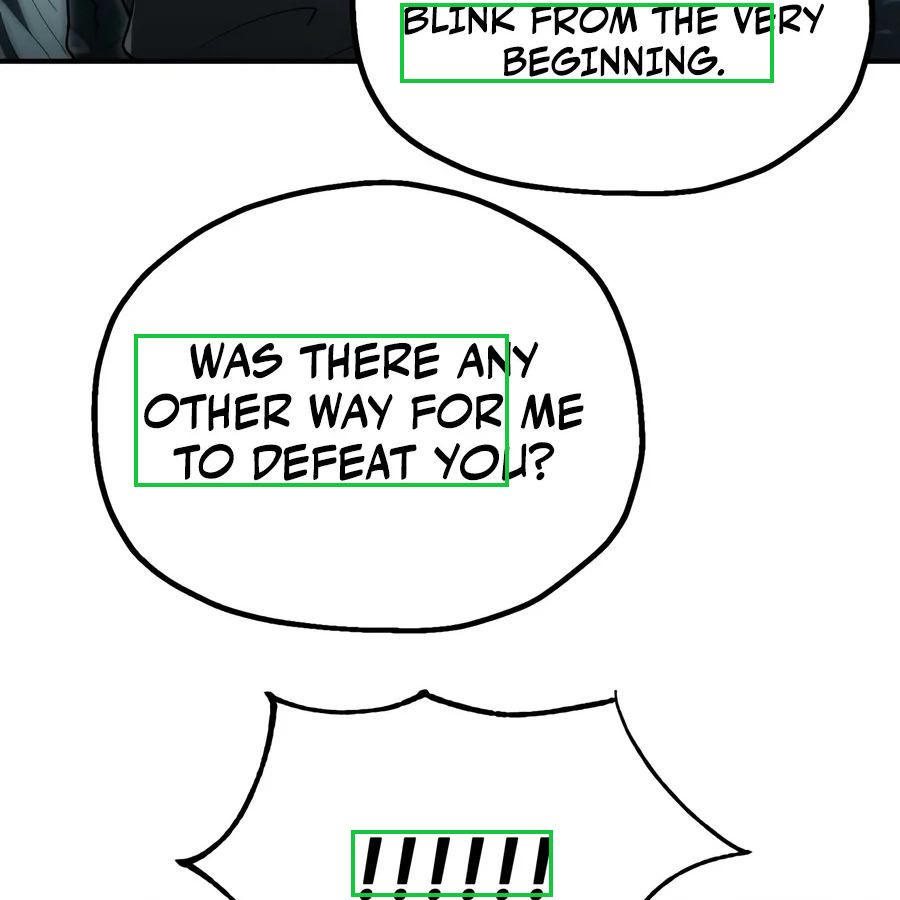 BLINK FROM THE VERY
BEGINNING.
WAS THERE ANY
OTHER WAY FOR ME
TO DEFEAT YOU?
!!!!!!